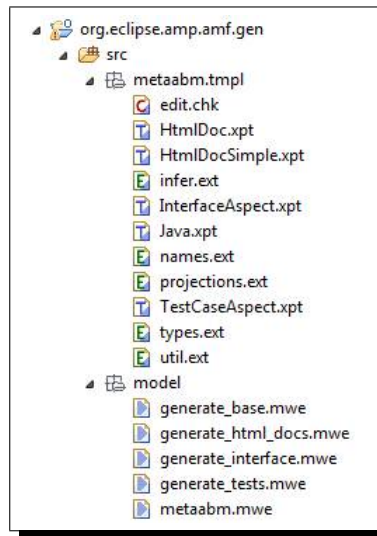 org.eclipse.amp.amf.gen
src
metaabm.tmpl
edit.chk
HtmlDoc.xpt
HtmlDocSimple.xpt
infer.ext
InterfaceAspect.xpt
Java.xpt
names.ext
projections.ext
TestCaseAspect.xpt
types.ext
util.ext
model
generate_base.mwe
generate_html_docs.mwe
generate_interface.mwe
generate_tests.mwe
metaabm.mwe